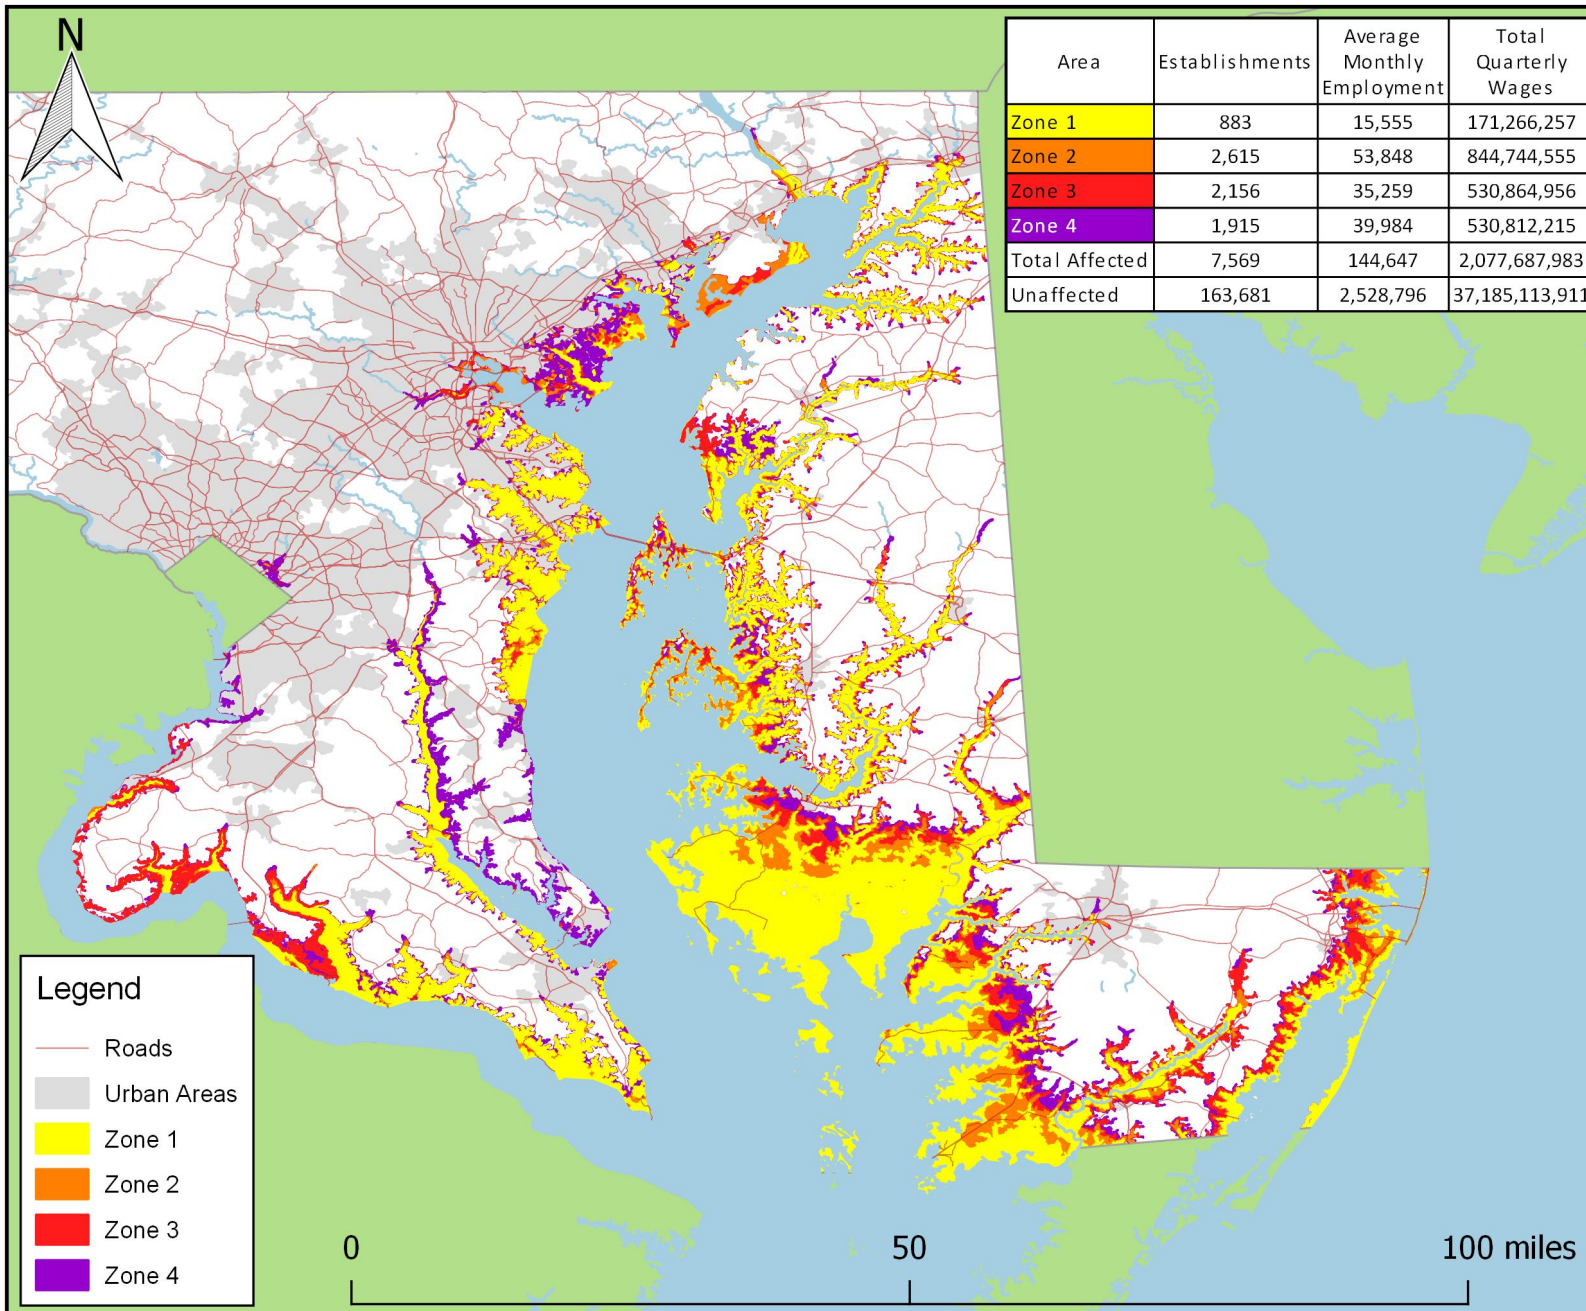 N
Area Establishments Average Monthly Employment Total Quarterly Wages
Zone 1 883 15,555 171,266,257
Zone 2 2,615 53,848 844,744,555
Zone 3 2,156 35,259 530,864,956
Zone 4 1,915 39,984 530,812,215
Total Affected 7,569 144,647 2,077,687,983
Unaffected 163,681 2,528,796 37,185,113,911
Legend
Roads
Urban Areas
Zone 1
Zone 2
Zone 3
Zone 4
0 50 100 miles